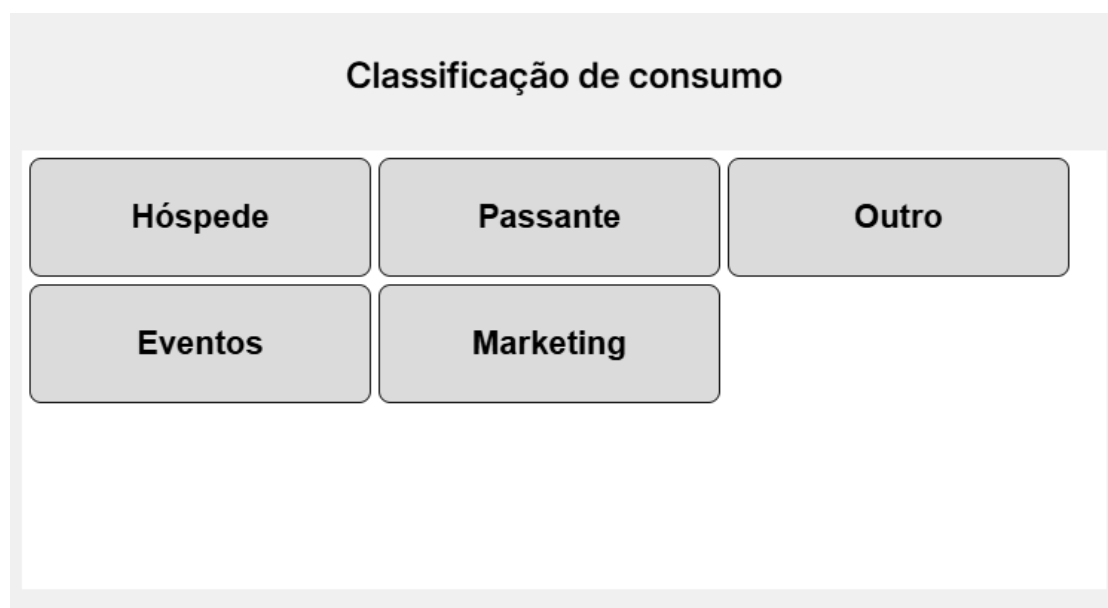 Classificação de consumo
Hóspede
Passante
Outro
Eventos
Marketing